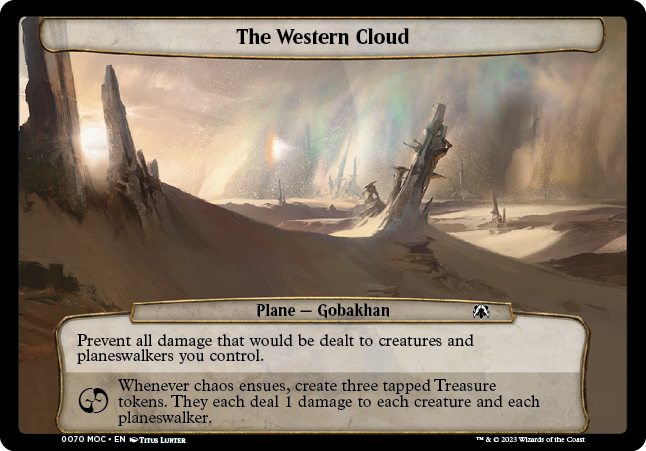 The Western Cloud
Plane — Gobakhan
Prevent all damage that would be dealt to creatures and
planeswalkers you control.
Whenever chaos ensues, create three tapped Treasure
tokens. They each deal 1 damage to each creature and each
planeswalker.
0070 MOC • EN Titus Lunter
™ & © 2023 Wizards of the Coast